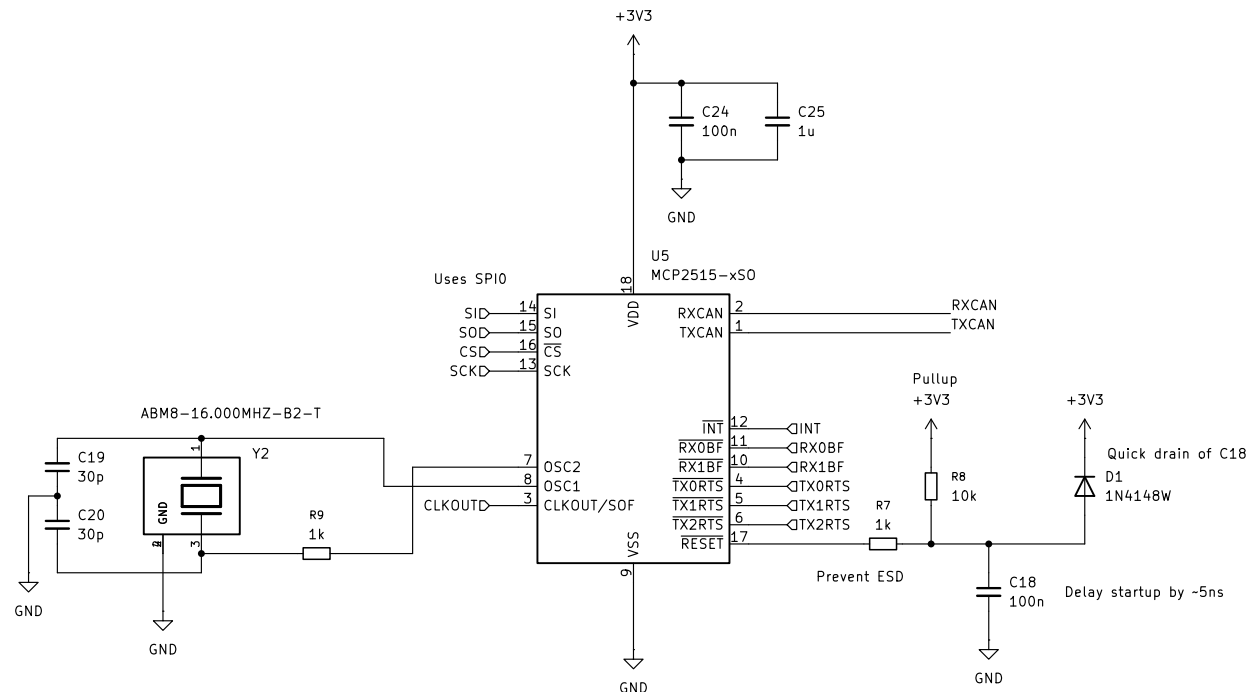 +3V3
C24
100n
C25
1u
GND
U5
MCP2515-xSO
Uses SPI0
18
VDD
SI
14
SI
SO
15
SO
CS
16
CS
SCK
13
SCK
RXCAN
2
RXCAN
TXCAN
1
TXCAN
Pullup
+3V3
+3V3
ABM8-16.000MHZ-B2-T
INT
12
INT
RX0BF
11
RX0BF
RX1BF
10
RX1BF
TX0RTS
4
TX0RTS
TX1RTS
5
TX1RTS
TX2RTS
6
TX2RTS
RESET
17
C19
30p
C20
30p
1
Y2
GND
3
7
OSC2
8
OSC1
CLKOUT
3
CLKOUT/SOF
R9
1k
VSS
9
R7
1k
R8
10k
Quick drain of C18
D1
1N4148W
Prevent ESD
C18
100n
Delay startup by ~5ns
GND
GND
GND
GND